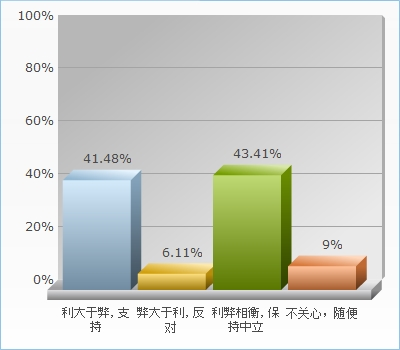 100%
80%
60%
40%
20%
0%
41.48%
6.11%
43.41%
9%
利大于弊, 支
持
弊大于利, 反
对
利弊相衡, 保
持中立
不关心，随便